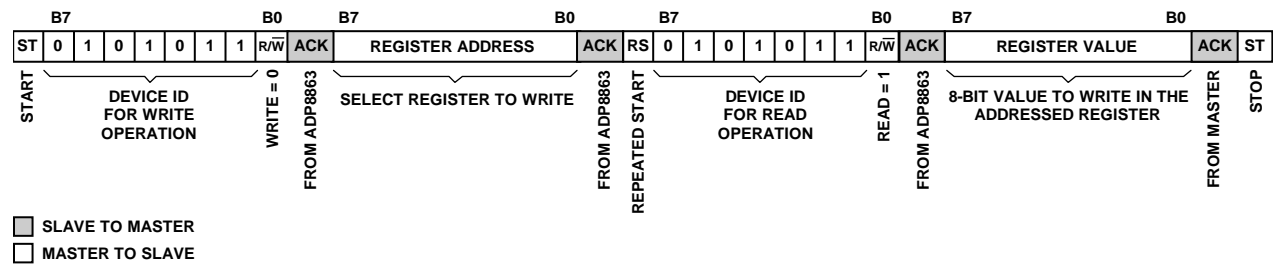 B7 B0 B7 B0 B7 B0 B7 B0
ST 0 1 0 1 0 1 1 R/W̅ ACK REGISTER ADDRESS ACK RS 0 1 0 1 0 1 1 R/W̅ ACK REGISTER VALUE ACK ST
START
DEVICE ID
FOR WRITE
OPERATION
WRITE = 0
FROM ADP8863
SELECT REGISTER TO WRITE
FROM ADP8863
REPEATED START
DEVICE ID
FOR READ
OPERATION
READ = 1
FROM ADP8863
8-BIT VALUE TO WRITE IN THE
ADDRESSED REGISTER
FROM MASTER
STOP
SLAVE TO MASTER
MASTER TO SLAVE